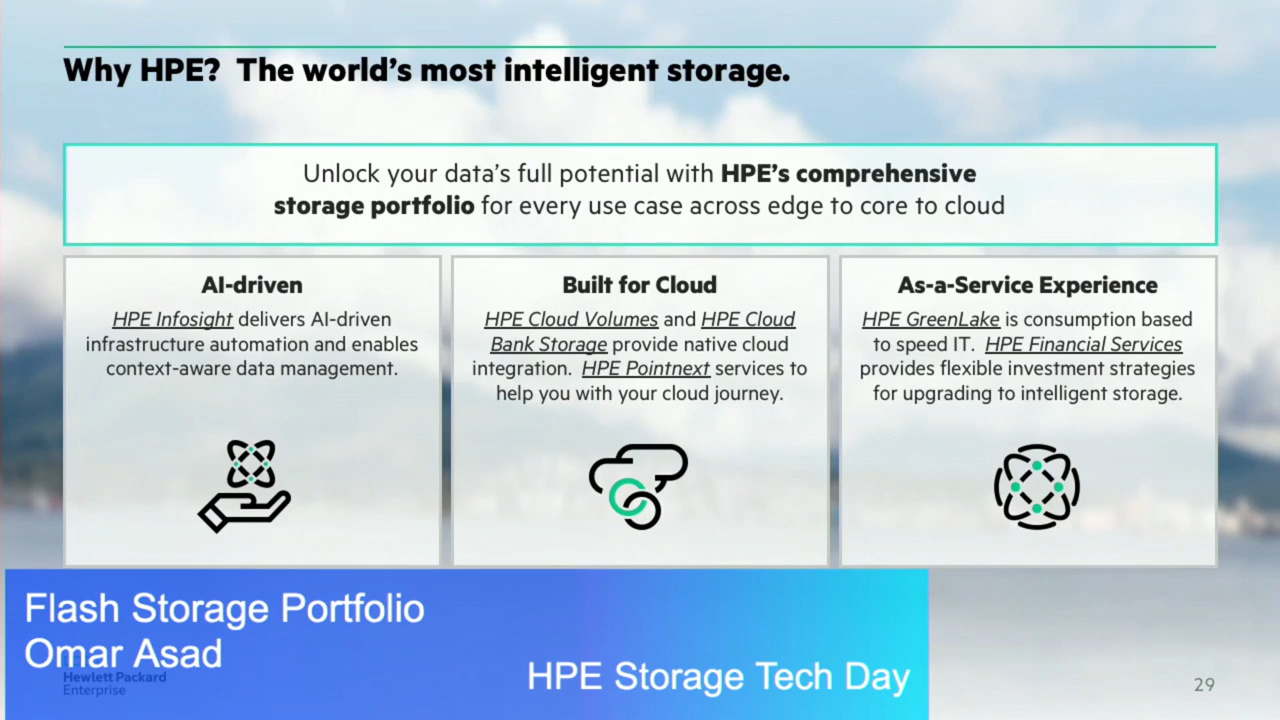 Why HPE?  The world's most intelligent storage.
Unlock your data's full potential with HPE's comprehensive
storage portfolio for every use case across edge to core to cloud
AI-driven
HPE Infosight delivers AI-driven
infrastructure automation and enables
context-aware data management.
Built for Cloud
HPE Cloud Volumes and HPE Cloud
Bank Storage provide native cloud
integration.  HPE Pointnext services to
help you with your cloud journey.
As-a-Service Experience
HPE GreenLake is consumption based
to speed IT.  HPE Financial Services
provides flexible investment strategies
for upgrading to intelligent storage.
Flash Storage Portfolio
Omar Asad
Hewlett Packard
Enterprise
HPE Storage Tech Day
29